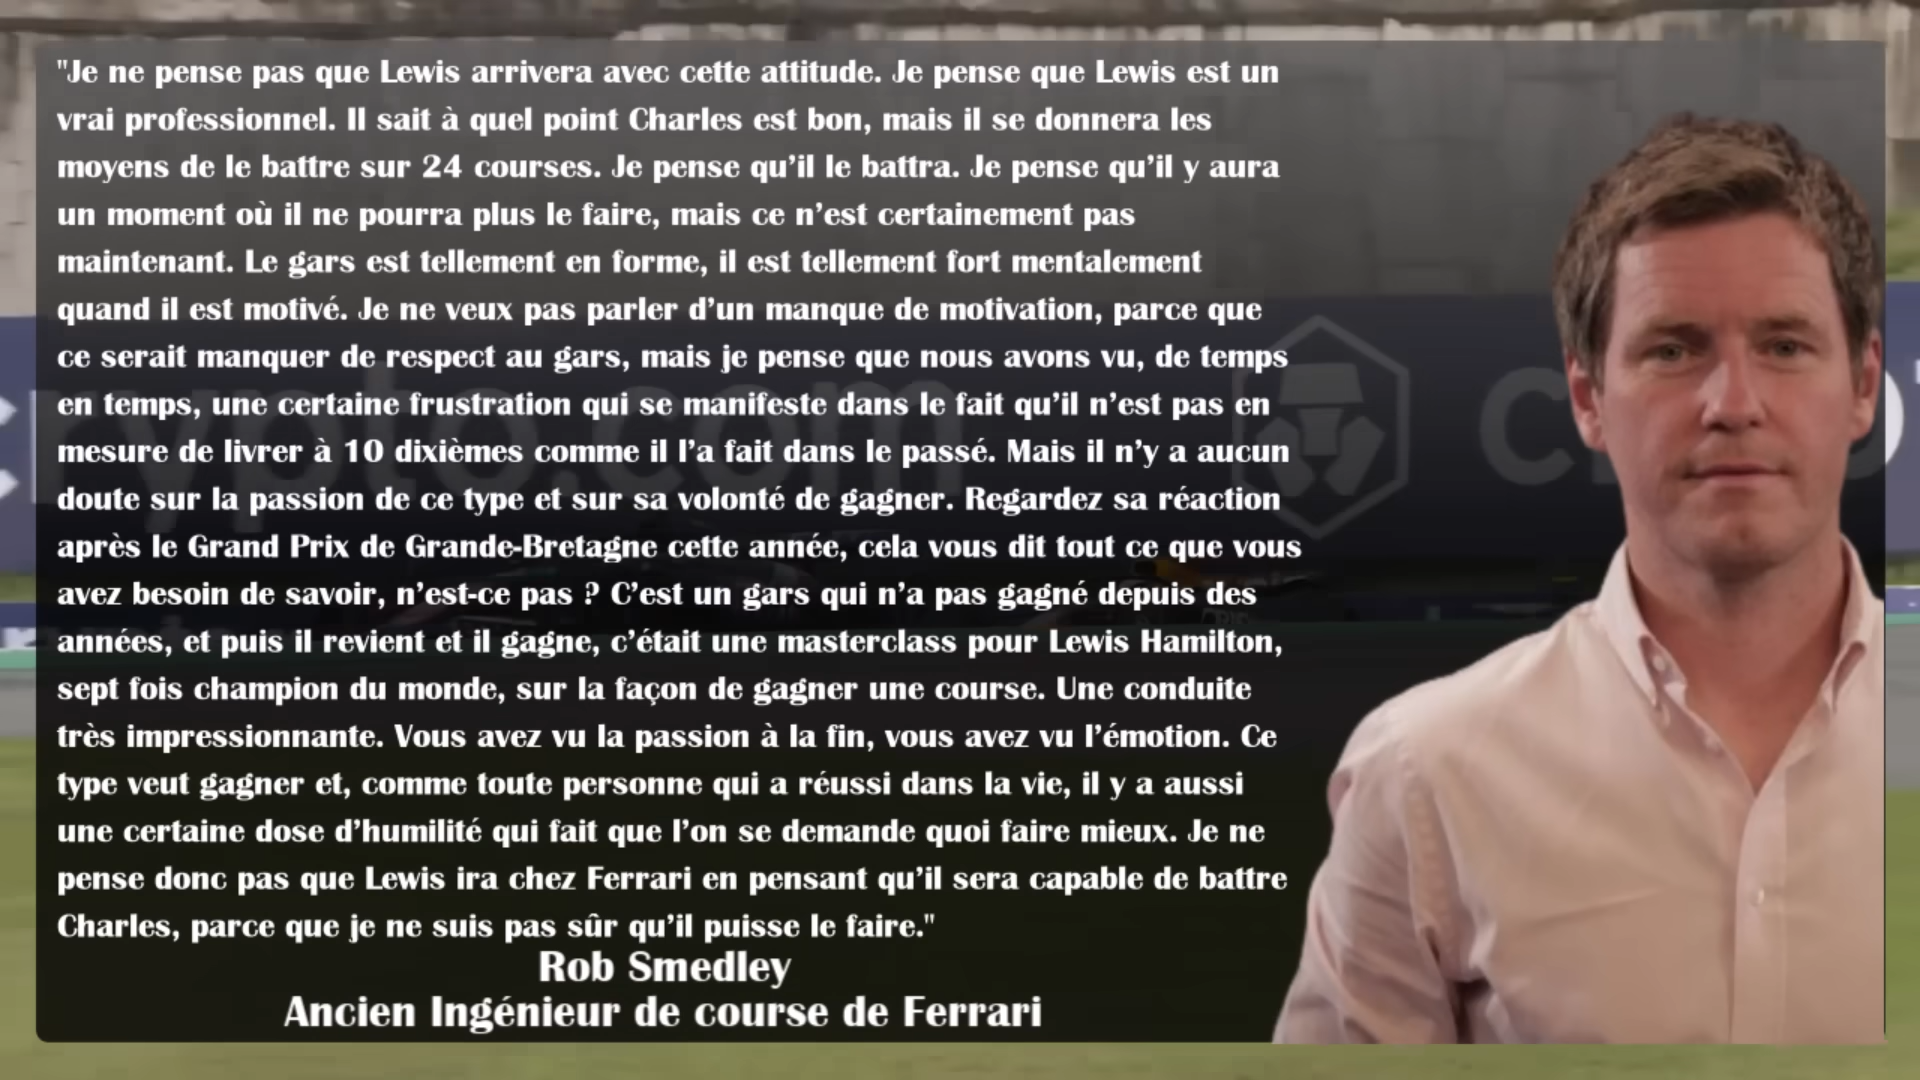 "Je ne pense pas que Lewis arrivera avec cette attitude. Je pense que Lewis est un
vrai professionnel. Il sait à quel point Charles est bon, mais il se donnera les
moyens de le battre sur 24 courses. Je pense qu'il le battra. Je pense qu'il y aura
un moment où il ne pourra plus le faire, mais ce n'est certainement pas
maintenant. Le gars est tellement en forme, il est tellement fort mentalement
quand il est motivé. Je ne veux pas parler d'un manque de motivation, parce que
ce serait manquer de respect au gars, mais je pense que nous avons vu, de temps
en temps, une certaine frustration qui se manifeste dans le fait qu'il n'est pas en
mesure de livrer à 10 dixièmes comme il l'a fait dans le passé. Mais il n'y a aucun
doute sur la passion de ce type et sur sa volonté de gagner. Regardez sa réaction
après le Grand Prix de Grande-Bretagne cette année, cela vous dit tout ce que vous
avez besoin de savoir, n'est-ce pas ? C'est un gars qui n'a pas gagné depuis des
années, et puis il revient et il gagne, c'était une masterclass pour Lewis Hamilton,
sept fois champion du monde, sur la façon de gagner une course. Une conduite
très impressionnante. Vous avez vu la passion à la fin, vous avez vu l'émotion. Ce
type veut gagner et, comme toute personne qui a réussi dans la vie, il y a aussi
une certaine dose d'humilité qui fait que l'on se demande quoi faire mieux. Je ne
pense donc pas que Lewis ira chez Ferrari en pensant qu'il sera capable de battre
Charles, parce que je ne suis pas sûr qu'il puisse le faire."
Rob Smedley
Ancien Ingénieur de course de Ferrari
crypto.com